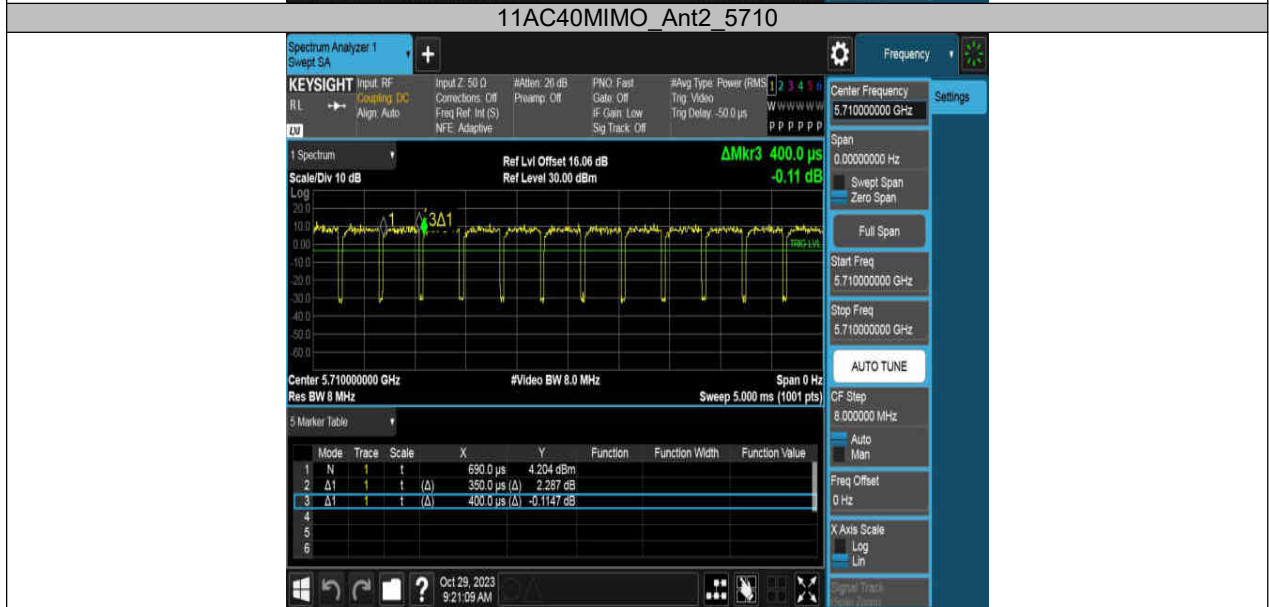 11AC40MIMO_Ant2_5710
Spectrum Analyzer 1
Swept SA
+
Frequency
KEYSIGHT
RL
LXI
Input: RF
Coupling: DC
Align: Auto
Input Z: 50 Ω
Corrections: Off
Freq Ref: Int (S)
NFE: Adaptive
#Atten: 26 dB
Preamp: Off
PNO: Fast
Gate: Off
IF Gain: Low
Sig Track: Off
#Avg Type: Power (RMS
Trig: Video
Trig Delay: -50.0 µs
1 2 3 4 5 6
W W W W W W
P P P P P P
Center Frequency
5.710000000 GHz
Settings
Span
0.00000000 Hz
Swept Span
Zero Span
Full Span
Start Freq
5.710000000 GHz
Stop Freq
5.710000000 GHz
AUTO TUNE
CF Step
8.000000 MHz
Auto
Man
Freq Offset
0 Hz
X Axis Scale
Log
Lin
Signal Track
(Span Zoom)
1 Spectrum
Scale/Div 10 dB
Ref Lvl Offset 16.06 dB
Ref Level 30.00 dBm
ΔMkr3 400.0 µs
-0.11 dB
Log
20.0
10.0
0.00
-10.0
-20.0
-30.0
-40.0
-50.0
-60.0
1
3Δ1
TRIG LVL
Center 5.710000000 GHz
Res BW 8 MHz
#Video BW 8.0 MHz
Span 0 Hz
Sweep 5.000 ms (1001 pts)
5 Marker Table
Mode Trace Scale X Y Function Function Width Function Value
1 N 1 t 690.0 µs 4.204 dBm
2 Δ1 1 t (Δ) 350.0 µs (Δ) 2.287 dB
3 Δ1 1 t (Δ) 400.0 µs (Δ) -0.1147 dB
4
5
6
?
Oct 29, 2023
9:21:09 AM